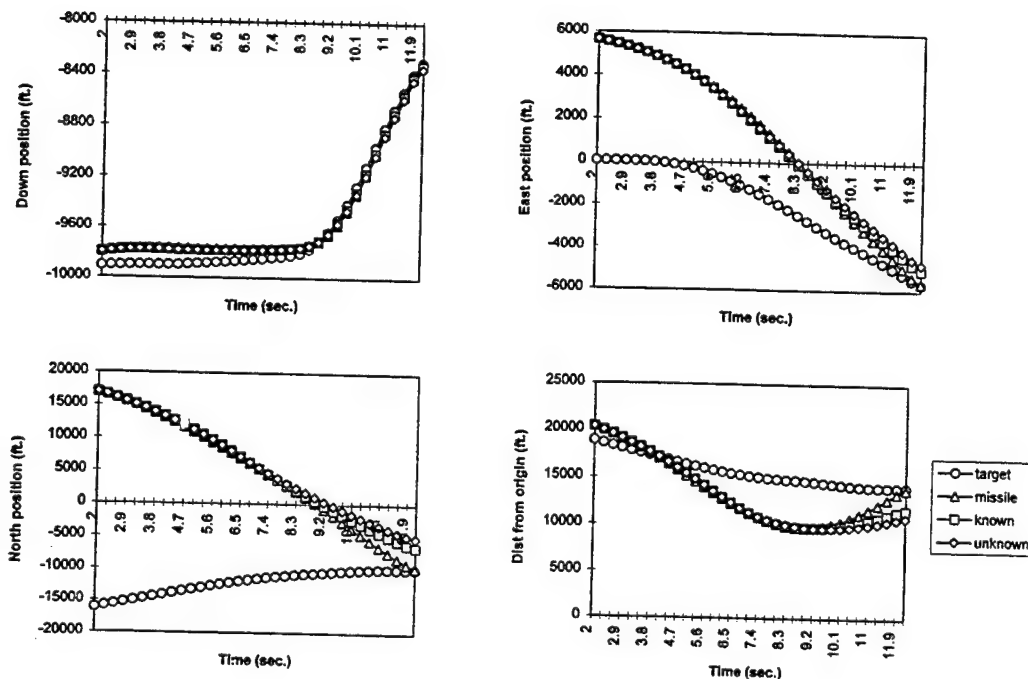 -8000
-8400
-8800
-9200
-9600
-10000
2 2.9 3.8 4.7 5.6 6.5 7.4 8.3 9.2 10.1 11 11.9
Down position (ft.)
Time (sec.)
6000
4000
2000
0
-2000
-4000
-6000
2 2.9 3.8 4.7 5.6 7.4 8.3 10.1 11 11.9
East position (ft.)
Time (sec.)
20000
15000
10000
5000
0
-5000
-10000
-15000
-20000
2 2.9 3.8 4.7 5.6 6.5 7.4 8.3
North position (ft.)
Time (sec.)
25000
20000
15000
10000
5000
0
2 2.9 3.8 4.7 5.6 6.5 7.4 8.3 9.2 10.1 11 11.9
Dist from origin (ft.)
Time (sec.)
target
missile
known
unknown